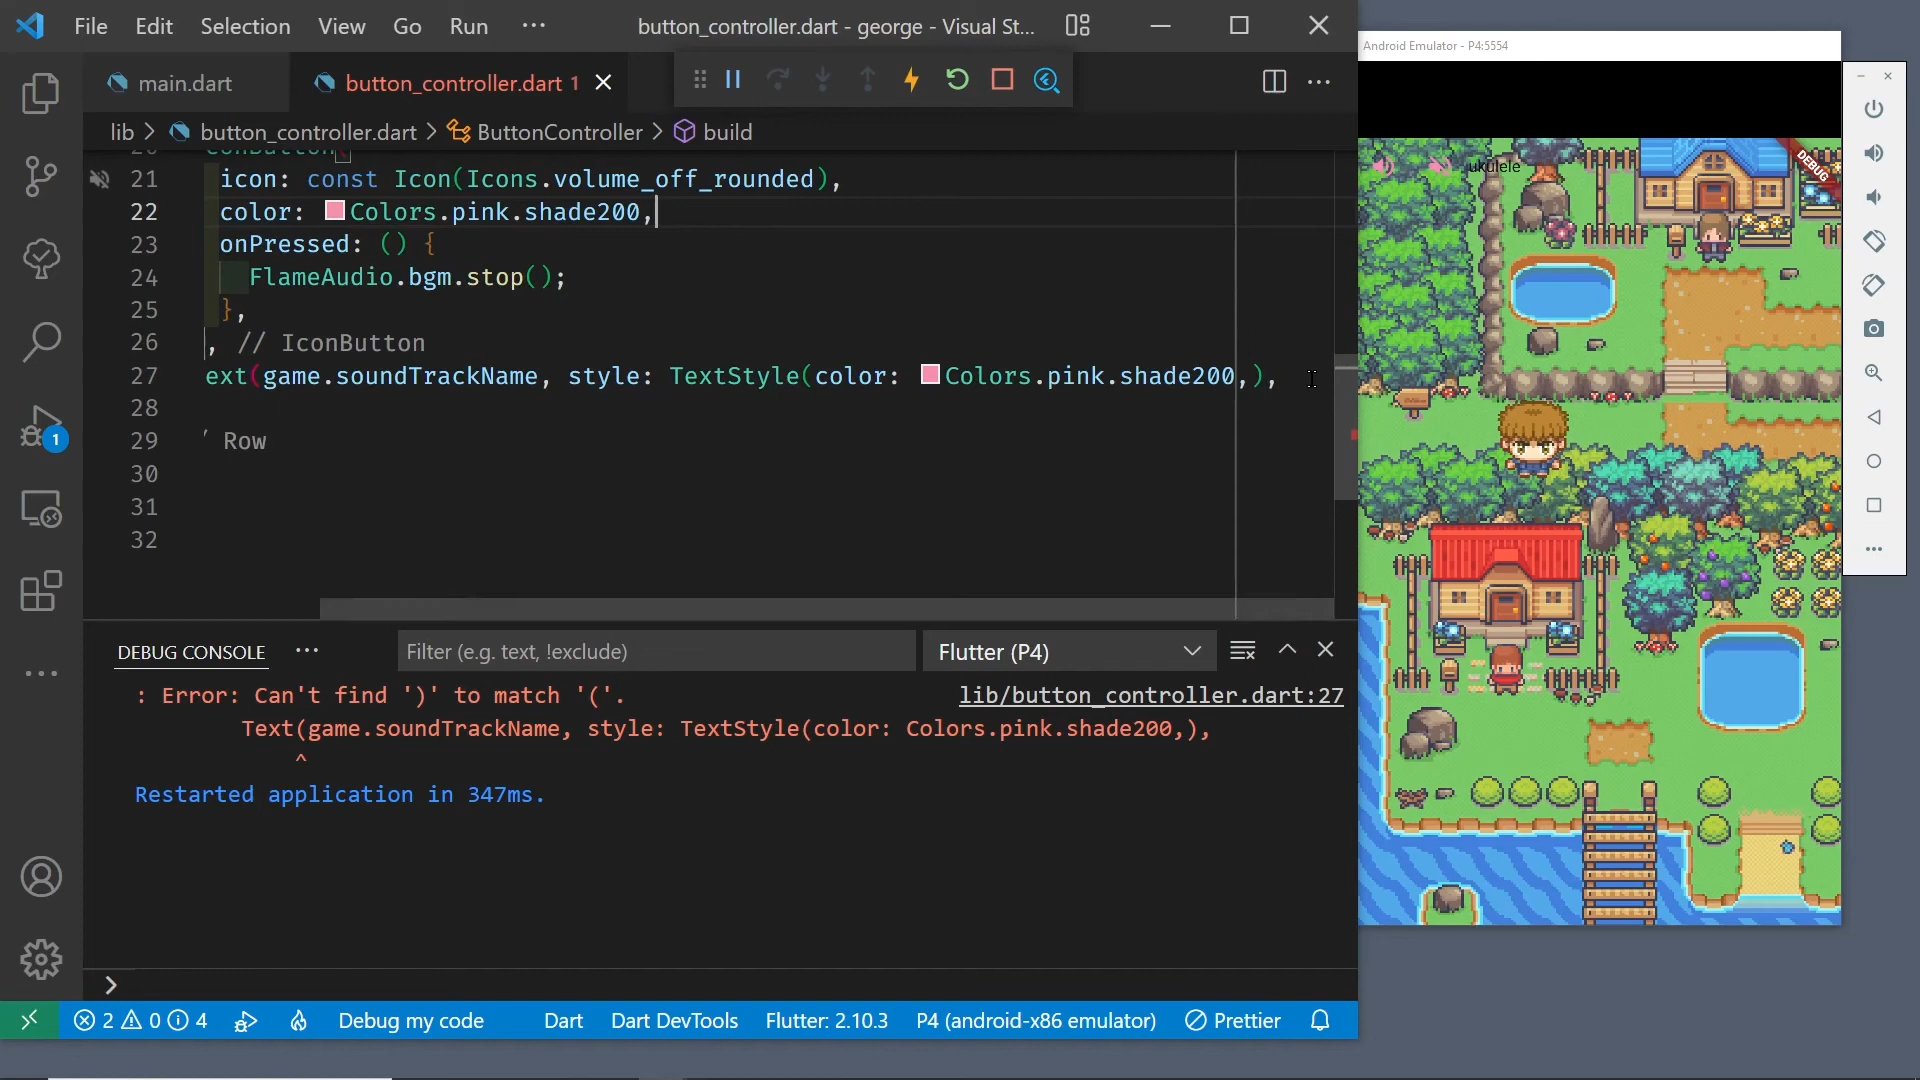 File Edit Selection View Go Run ··· button_controller.dart - george - Visual St...
Android Emulator - P4:5554
main.dart button_controller.dart 1
lib > button_controller.dart > ButtonController > build
21 icon: const Icon(Icons.volume_off_rounded),
22 color: Colors.pink.shade200,
23 onPressed: () {
24 FlameAudio.bgm.stop();
25 },
26 , // IconButton
27 ext(game.soundTrackName, style: TextStyle(color: Colors.pink.shade200,),
28
29 Row
30
31
32
1
DEBUG CONSOLE ··· Filter (e.g. text, !exclude) Flutter (P4)
: Error: Can't find ')' to match '('. lib/button_controller.dart:27
Text(game.soundTrackName, style: TextStyle(color: Colors.pink.shade200,),
^
Restarted application in 347ms.
>
2 0 4 Debug my code Dart Dart DevTools Flutter: 2.10.3 P4 (android-x86 emulator) Prettier
ukulele
DEBUG